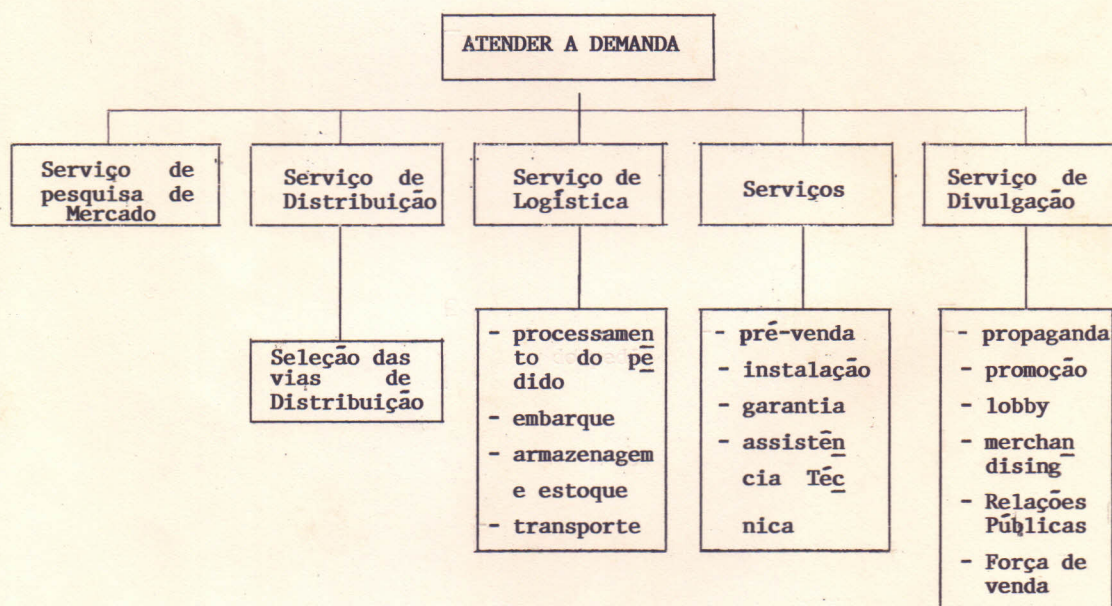 ATENDER A DEMANDA
Serviço de
pesquisa de
Mercado
Serviço de
Distribuição
Serviço de
Logística
Serviços
Serviço de
Divulgação
Seleção das
vias de
Distribuição
- processamen
to do pe
dido
- embarque
- armazenagem
e estoque
- transporte
- pré-venda
- instalação
- garantia
- assistên
cia Téc
nica
- propaganda
- promoção
- lobby
- merchan
dising
- Relações
Públicas
- Força de
venda